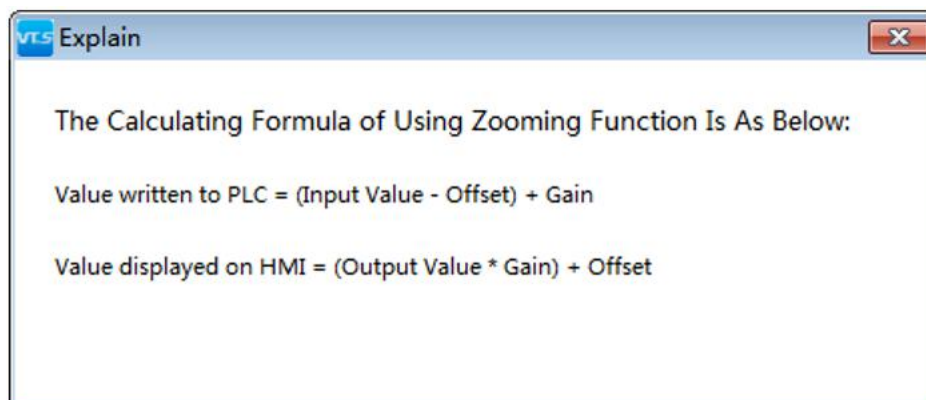 VTS Explain
The Calculating Formula of Using Zooming Function Is As Below:
Value written to PLC = (Input Value - Offset) + Gain
Value displayed on HMI = (Output Value * Gain) + Offset